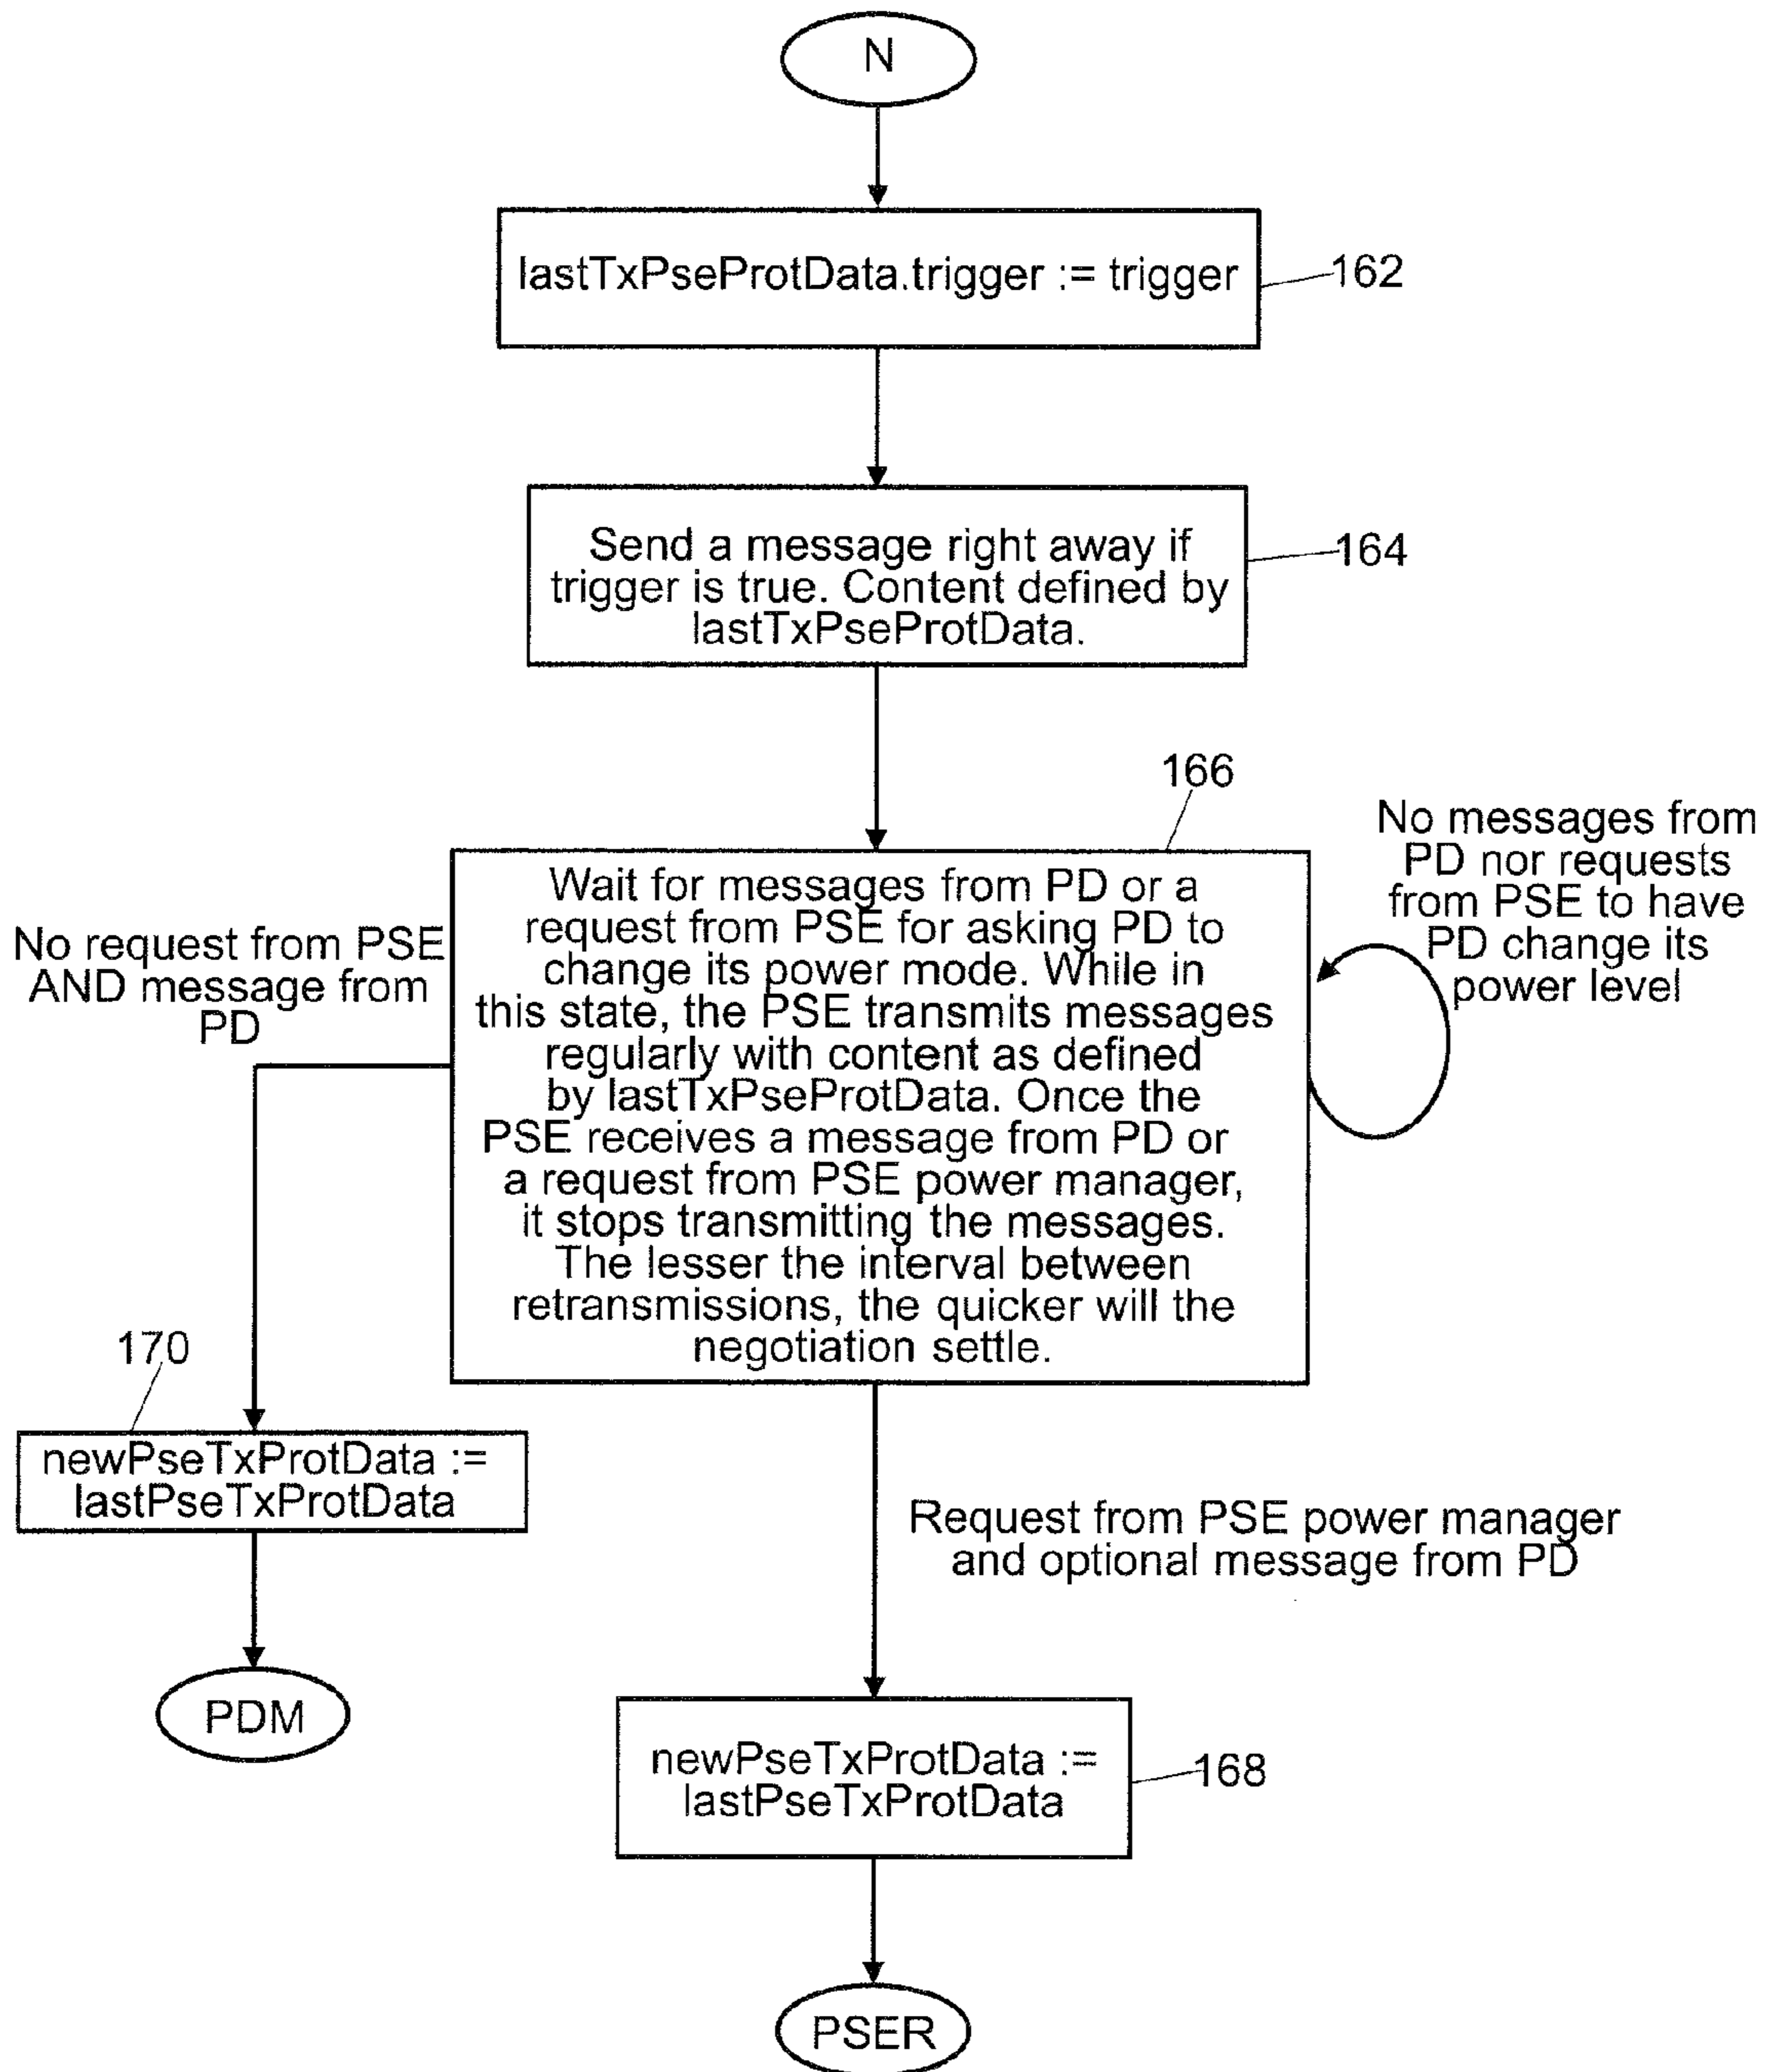 N
lastTxPseProtData.trigger := trigger
162
Send a message right away if
trigger is true. Content defined by
lastTxPseProtData.
164
166
Wait for messages from PD or a
request from PSE for asking PD to
change its power mode. While in
this state, the PSE transmits messages
regularly with content as defined
by lastTxPseProtData. Once the
PSE receives a message from PD or
a request from PSE power manager,
it stops transmitting the messages.
The lesser the interval between
retransmissions, the quicker will the
negotiation settle.
No messages from
PD nor requests
from PSE to have
PD change its
power level
No request from PSE
AND message from
PD
170
newPseTxProtData :=
lastPseTxProtData
PDM
Request from PSE power manager
and optional message from PD
newPseTxProtData :=
lastPseTxProtData
168
PSER